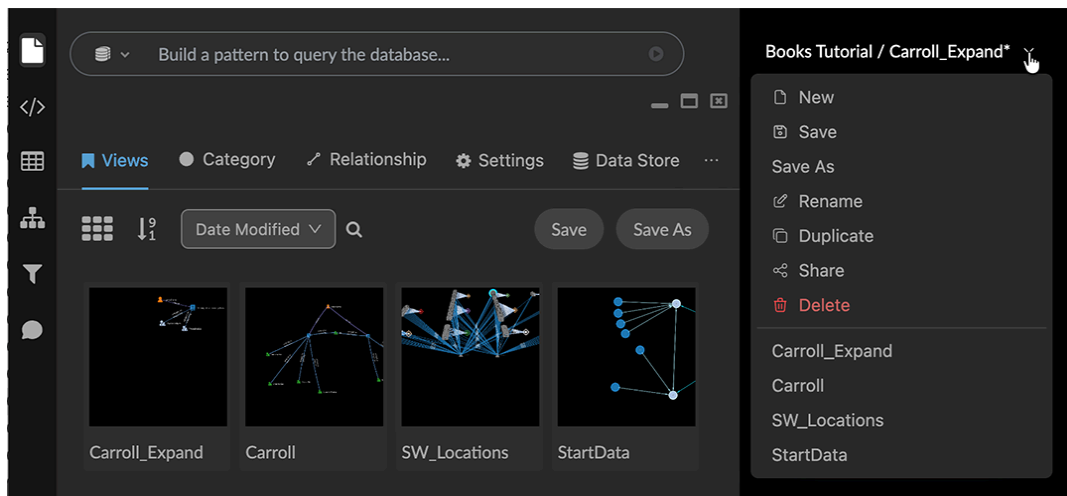 Build a pattern to query the database...
Books Tutorial / Carroll_Expand*
Views
Category
Relationship
Settings
Data Store
...
Date Modified
Save
Save As
Carroll_Expand
Carroll
SW_Locations
StartData
New
Save
Save As
Rename
Duplicate
Share
Delete
Carroll_Expand
Carroll
SW_Locations
StartData